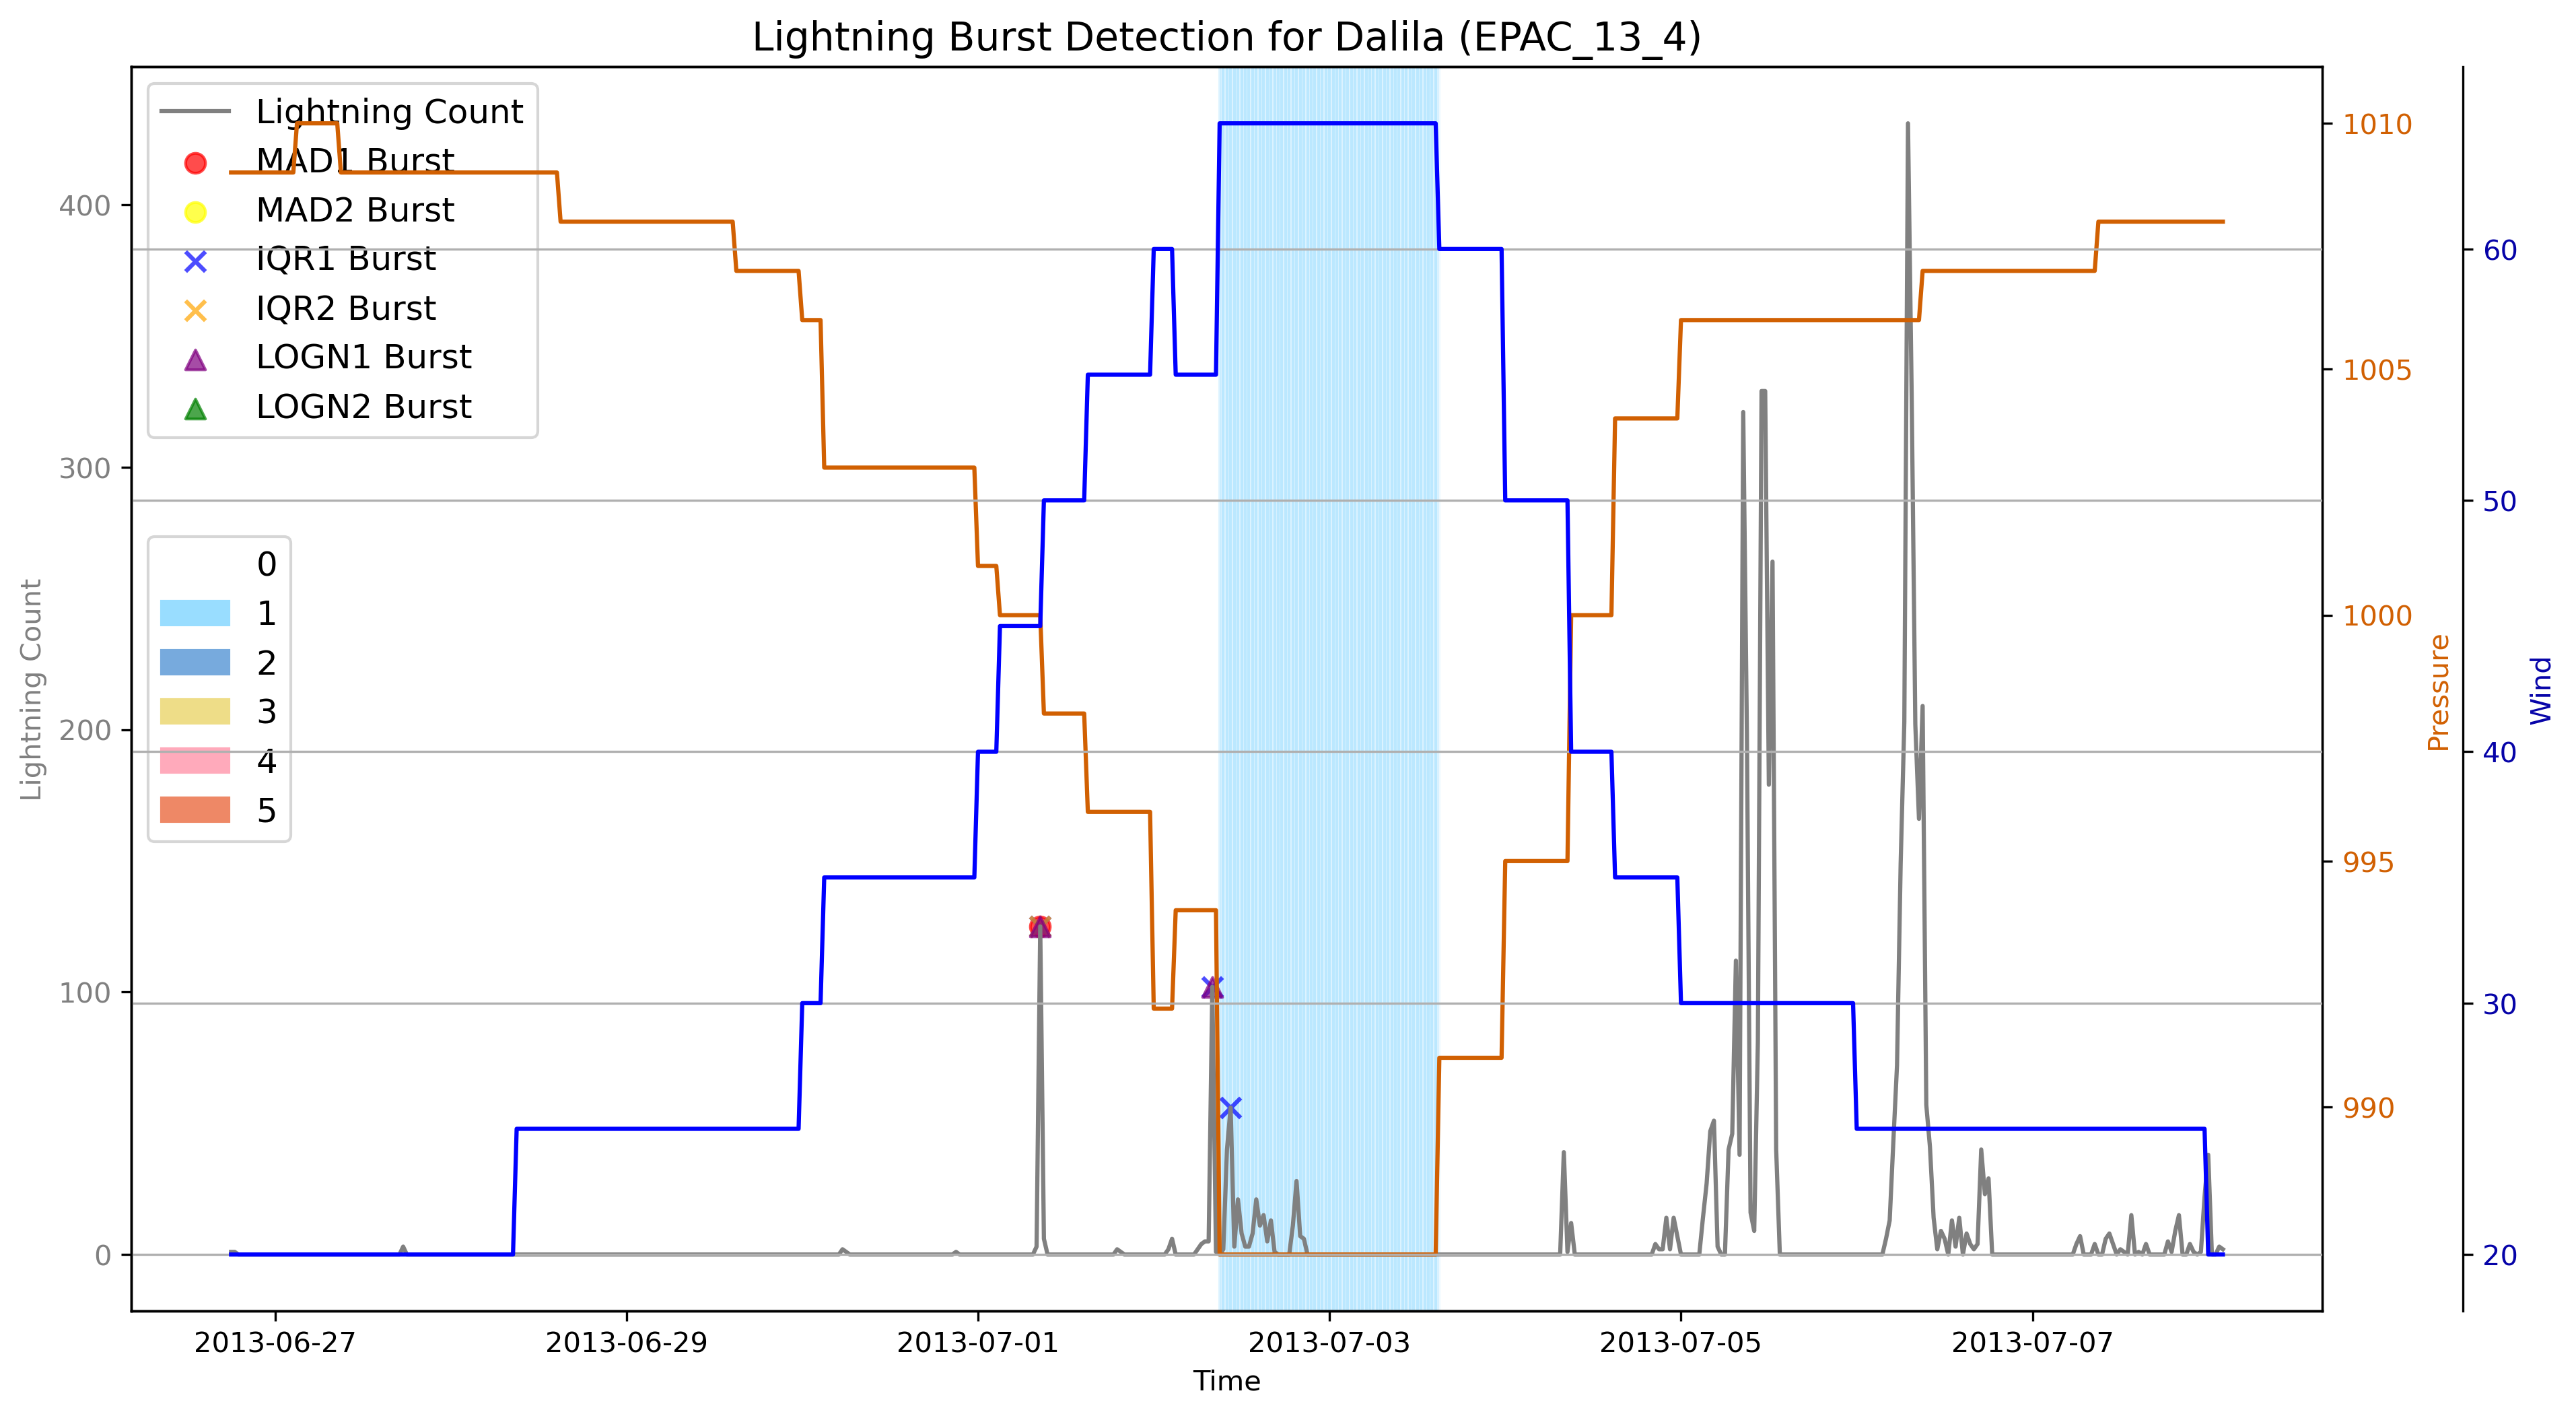 Lightning Burst Detection for Dalila (EPAC_13_4)
Lightning Count
MAD1 Burst
MAD2 Burst
IQR1 Burst
IQR2 Burst
LOGN1 Burst
LOGN2 Burst
0
1
2
3
4
5
Lightning Count
400
300
200
100
0
1010
1005
1000
995
990
Pressure
60
50
40
30
20
Wind
2013-06-27
2013-06-29
2013-07-01
2013-07-03
2013-07-05
2013-07-07
Time